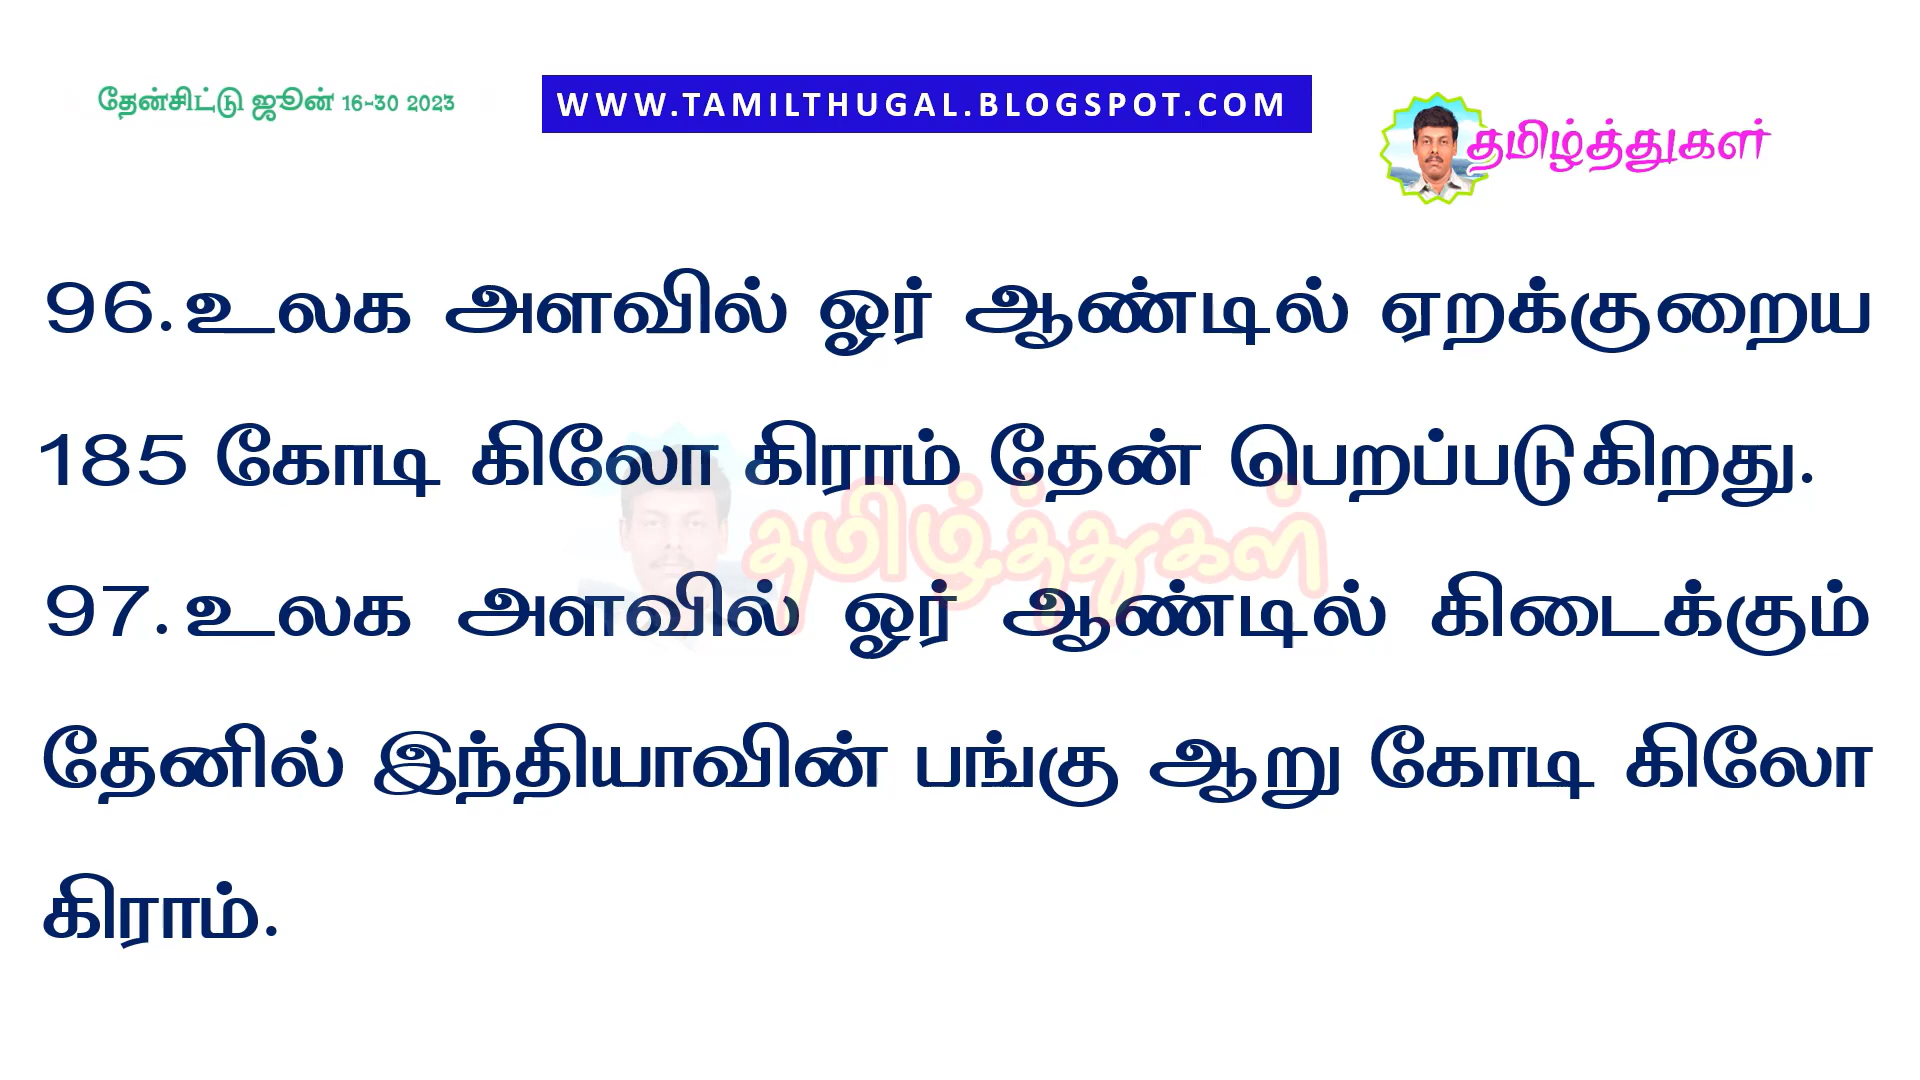 தேன்சிட்டு ஜூன் 16-30 2023
WWW.TAMILTHUGAL.BLOGSPOT.COM
தமிழ்த்துகள்
96.உலக அளவில் ஓர் ஆண்டில் ஏறக்குறைய
185 கோடி கிலோ கிராம் தேன் பெறப்படுகிறது.
தமிழ்த்துகள்
97.உலக அளவில் ஓர் ஆண்டில் கிடைக்கும்
தேனில் இந்தியாவின் பங்கு ஆறு கோடி கிலோ
கிராம்.